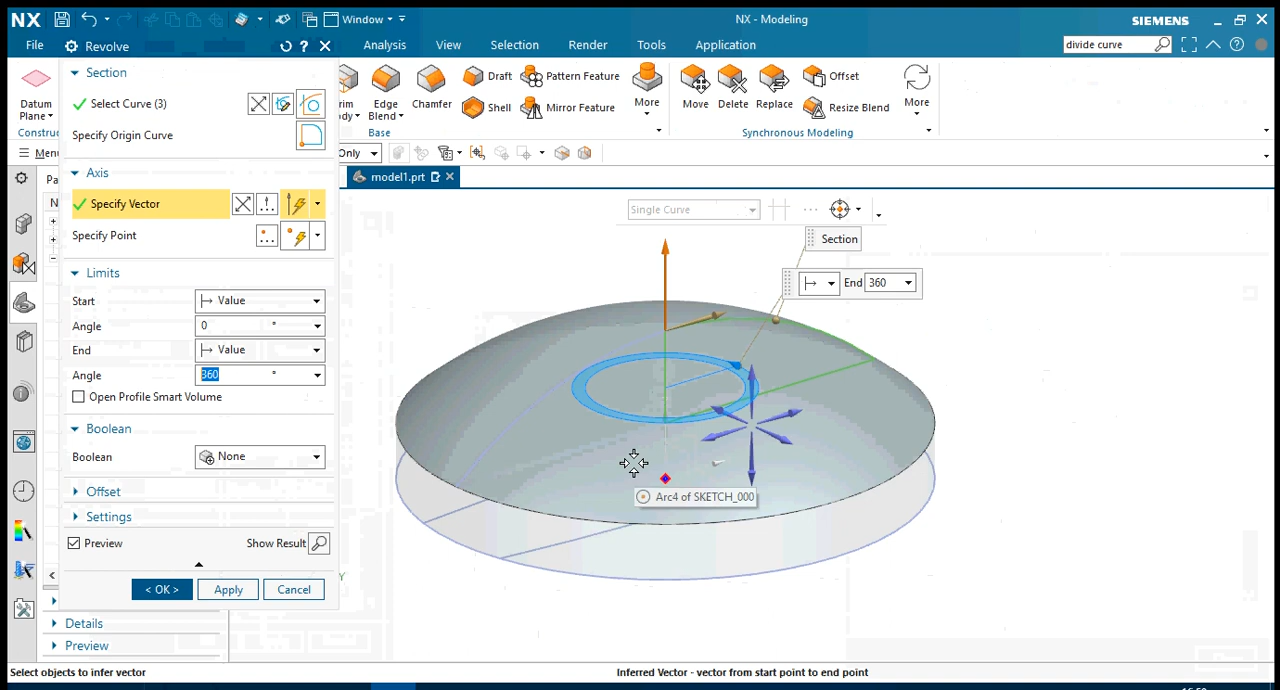 NX
Window
NX - Modeling
SIEMENS
File
Revolve
Analysis
View
Selection
Render
Tools
Application
divide curve
Section
Select Curve (3)
Specify Origin Curve
Axis
Specify Vector
Specify Point
Limits
Start
Value
Angle
0
°
End
Value
Angle
360
°
Open Profile Smart Volume
Boolean
Boolean
None
Offset
Settings
Preview
Show Result
< OK >
Apply
Cancel
Datum
Plane
Menu
Edge
Blend
Chamfer
Draft
Shell
Pattern Feature
Mirror Feature
More
Base
Move
Delete
Replace
Offset
Resize Blend
More
Synchronous Modeling
Only
model1.prt
Single Curve
Section
End
360
Arc4 of SKETCH_000
Y
Details
Preview
Select objects to infer vector
Inferred Vector - vector from start point to end point